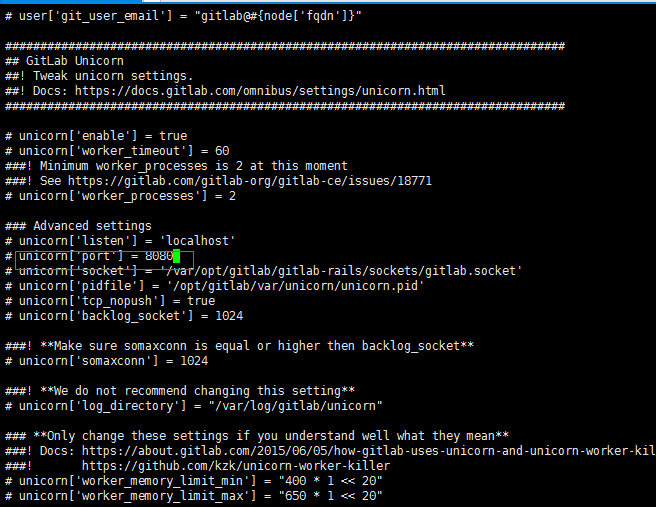 # user['git_user_email'] = "gitlab@#{node['fqdn']}"
################################################################################
## GitLab Unicorn
##! Tweak unicorn settings.
##! Docs: https://docs.gitlab.com/omnibus/settings/unicorn.html
################################################################################
# unicorn['enable'] = true
# unicorn['worker_timeout'] = 60
###! Minimum worker_processes is 2 at this moment
###! See https://gitlab.com/gitlab-org/gitlab-ce/issues/18771
# unicorn['worker_processes'] = 2
### Advanced settings
# unicorn['listen'] = 'localhost'
# unicorn['port'] = 8080
# unicorn['socket'] = '/var/opt/gitlab/gitlab-rails/sockets/gitlab.socket'
# unicorn['pidfile'] = '/opt/gitlab/var/unicorn/unicorn.pid'
# unicorn['tcp_nopush'] = true
# unicorn['backlog_socket'] = 1024
###! **Make sure somaxconn is equal or higher then backlog_socket**
# unicorn['somaxconn'] = 1024
###! **We do not recommend changing this setting**
# unicorn['log_directory'] = "/var/log/gitlab/unicorn"
### **Only change these settings if you understand well what they mean**
###! Docs: https://about.gitlab.com/2015/06/05/how-gitlab-uses-unicorn-and-unicorn-worker-kil
###!       https://github.com/kzk/unicorn-worker-killer
# unicorn['worker_memory_limit_min'] = "400 * 1 << 20"
# unicorn['worker_memory_limit_max'] = "650 * 1 << 20"